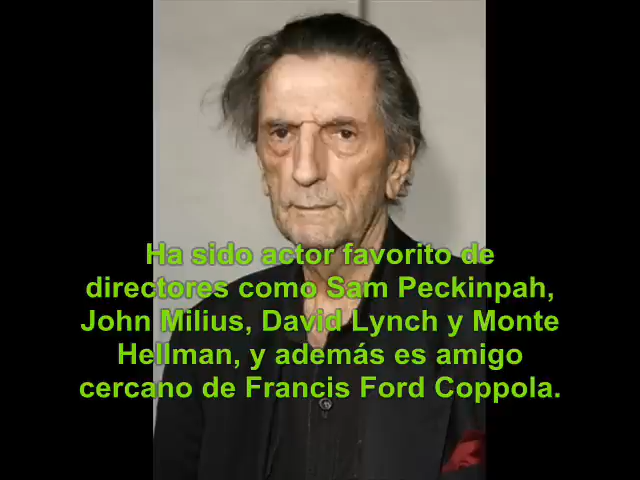 Ha sido actor favorito de
directores como Sam Peckinpah,
John Milius, David Lynch y Monte
Hellman, y además es amigo
cercano de Francis Ford Coppola.